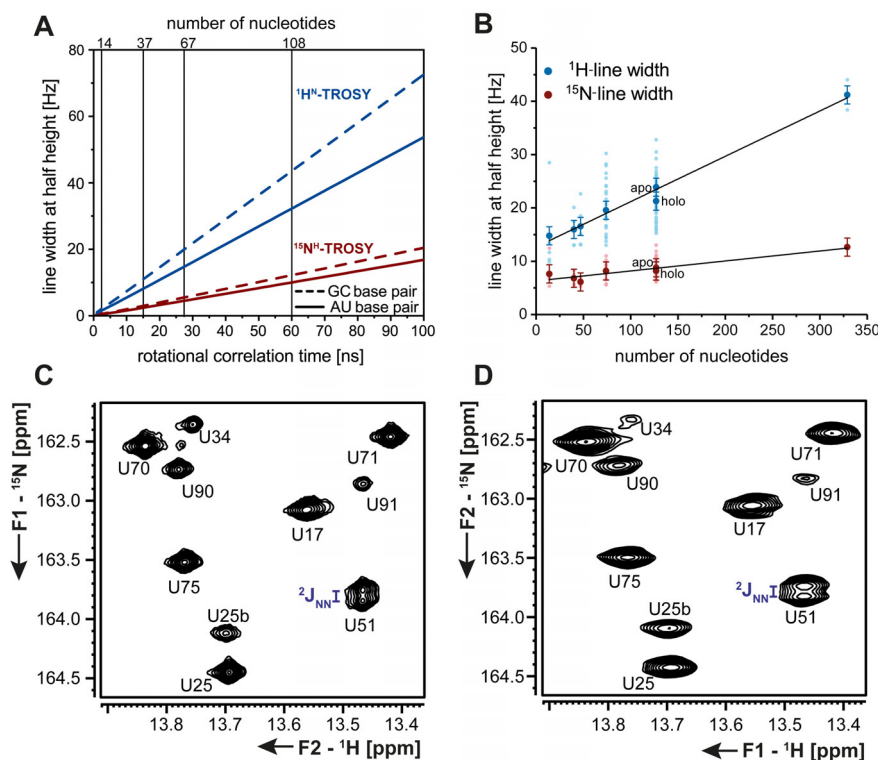 A
number of nucleotides
14 37 67 108
80
60
40
20
0
line width at half height [Hz]
¹Hᴺ-TROSY
¹⁵Nᴴ-TROSY
GC base pair
AU base pair
0 10 20 30 40 50 60 70 80 90 100
rotational correlation time [ns]
B
¹H-line width
¹⁵N-line width
50
40
30
20
10
0
line width at half height [Hz]
apo
holo
apo
holo
0 50 100 150 200 250 300 350
number of nucleotides
C
162.5
163.0
163.5
164.0
164.5
F1 - ¹⁵N [ppm]
U34
U70
U71
U90
U91
U17
U75
²J_NN I
U51
U25b
U25
13.8 13.7 13.6 13.5 13.4
F2 - ¹H [ppm]
D
162.5
163.0
163.5
164.0
164.5
F2 - ¹⁵N [ppm]
U34
U71
U70
U90
U91
U17
U75
²J_NN I
U51
U25b
U25
13.8 13.7 13.6 13.5 13.4
F1 - ¹H [ppm]